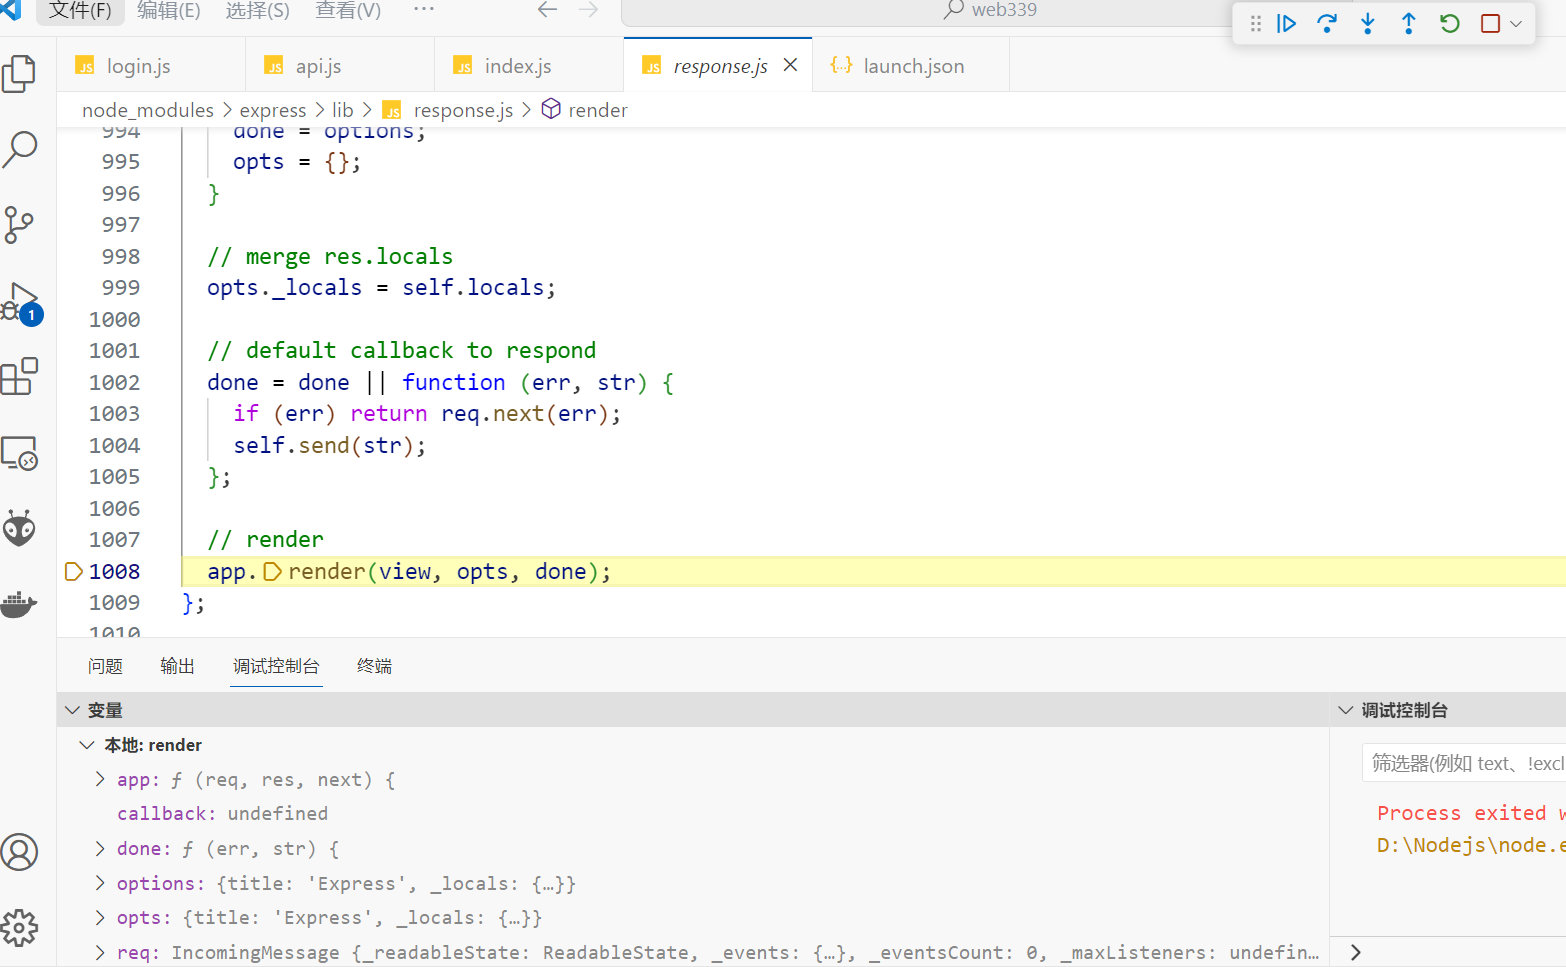 文件(F) 编辑(E) 选择(S) 查看(V) ··· web339
login.js api.js index.js response.js launch.json
node_modules > express > lib > response.js > render
994 done = options;
995 opts = {};
996 }
997
998 // merge res.locals
999 opts._locals = self.locals;
1000
1001 // default callback to respond
1002 done = done || function (err, str) {
1003 if (err) return req.next(err);
1004 self.send(str);
1005 };
1006
1007 // render
1008 app.render(view, opts, done);
1009 };
1010
1
问题 输出 调试控制台 终端
变量
本地: render
app: ƒ (req, res, next) {
callback: undefined
done: ƒ (err, str) {
options: {title: 'Express', _locals: {…}}
opts: {title: 'Express', _locals: {…}}
req: IncomingMessage {_readableState: ReadableState, _events: {…}, _eventsCount: 0, _maxListeners: undefin…
调试控制台
筛选器(例如 text、!excl
Process exited w
D:\Nodejs\node.e